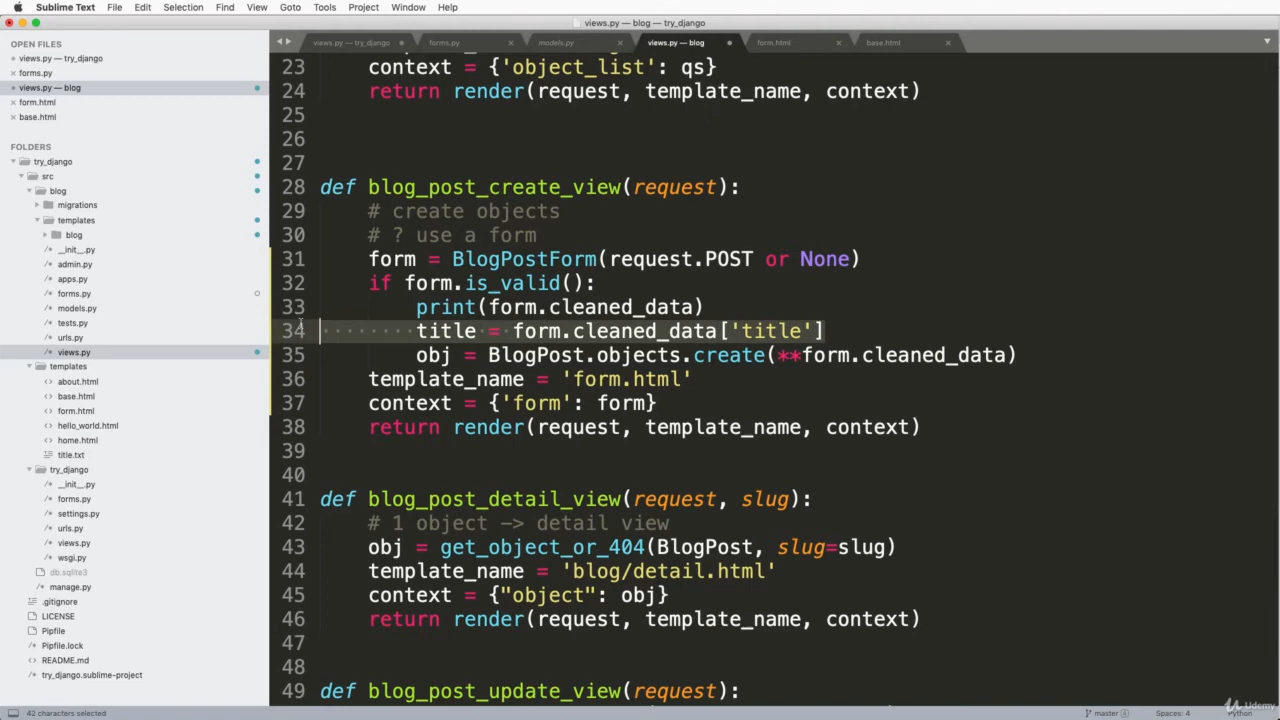 Sublime Text File Edit Selection Find View Goto Tools Project Window Help
views.py — blog — try_django
OPEN FILES
views.py — try_django
forms.py
views.py — blog
form.html
base.html
FOLDERS
try_django
src
blog
migrations
templates
blog
__init__.py
admin.py
apps.py
forms.py
models.py
tests.py
urls.py
views.py
templates
about.html
base.html
form.html
hello_world.html
home.html
title.txt
try_django
__init__.py
forms.py
settings.py
urls.py
views.py
wsgi.py
db.sqlite3
manage.py
.gitignore
LICENSE
Pipfile
Pipfile.lock
README.md
try_django.sublime-project
views.py — try_django forms.py models.py views.py — blog form.html base.html
23 context = {'object_list': qs}
24 return render(request, template_name, context)
25
26
27
28 def blog_post_create_view(request):
29 # create objects
30 # ? use a form
31 form = BlogPostForm(request.POST or None)
32 if form.is_valid():
33 print(form.cleaned_data)
34 title = form.cleaned_data['title']
35 obj = BlogPost.objects.create(**form.cleaned_data)
36 template_name = 'form.html'
37 context = {'form': form}
38 return render(request, template_name, context)
39
40
41 def blog_post_detail_view(request, slug):
42 # 1 object -> detail view
43 obj = get_object_or_404(BlogPost, slug=slug)
44 template_name = 'blog/detail.html'
45 context = {"object": obj}
46 return render(request, template_name, context)
47
48
49 def blog_post_update_view(request):
42 characters selected master 4 Spaces: 4 Python
Udemy